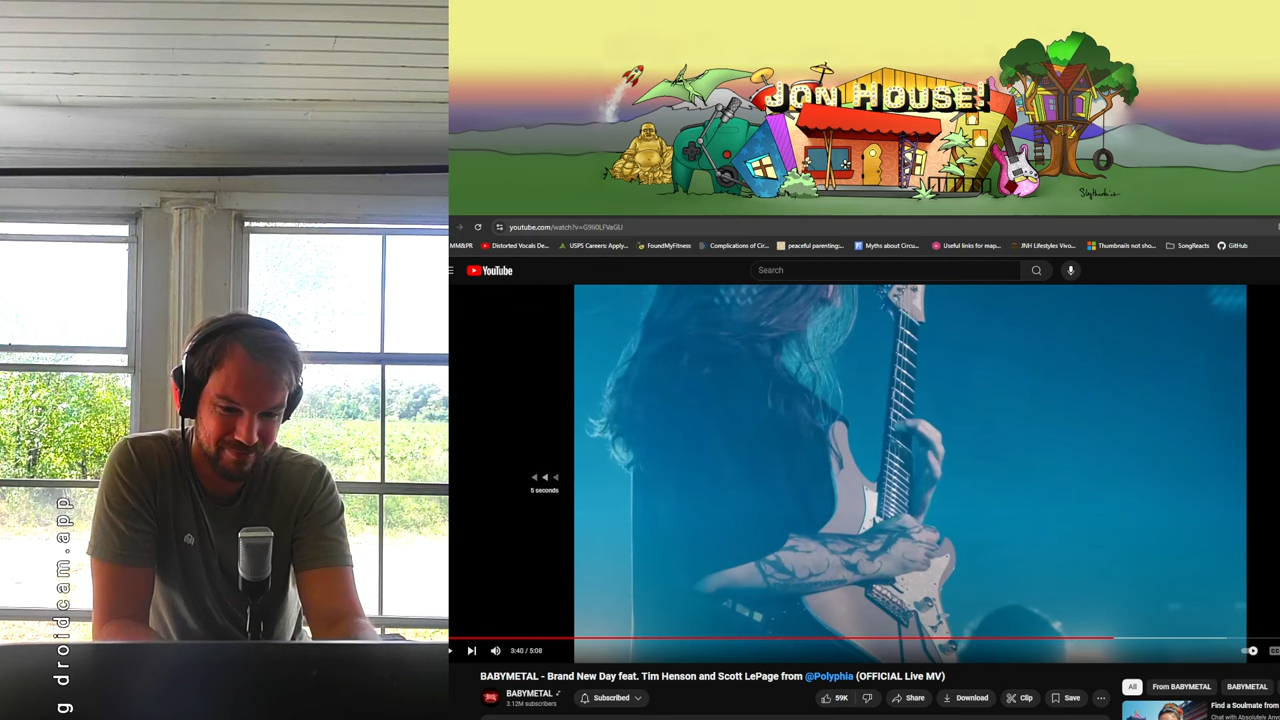 JON HOUSE!
youtube.com/watch?v=G9li0LFVaGU
MM&PR
Distorted Vocals De...
USPS Careers Apply...
FoundMyFitness
Complications of Cir...
peaceful parenting:...
Myths about Circu...
Useful links for map...
JNH Lifestyles Vivo...
Thumbnails not sho...
SongReacts
GitHub
YouTube
Search
5 seconds
3:40 / 5:08
BABYMETAL - Brand New Day feat. Tim Henson and Scott LePage from @Polyphia (OFFICIAL Live MV)
BABYMETAL
3.12M subscribers
Subscribed
59K
Share
Download
Clip
Save
All
From BABYMETAL
BABYMETAL
Find a Soulmate from
Chat with Absolutely
g droidcam.app